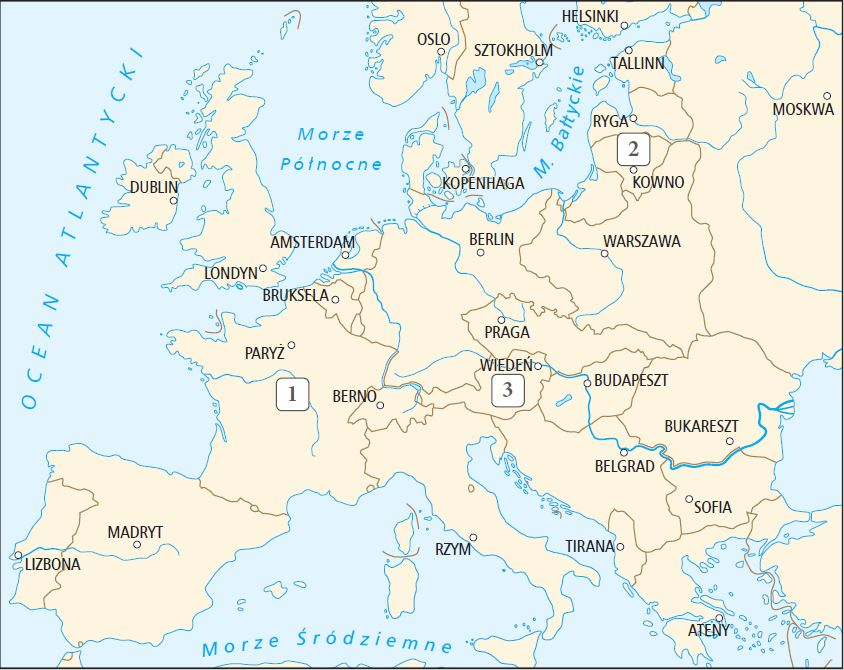 HELSINKI
OSLO
SZTOKHOLM
TALLINN
MOSKWA
OCEAN ATLANTYCKI
Morze
Północne
M. Bałtyckie
RYGA
2
KOWNO
DUBLIN
KOPENHAGA
AMSTERDAM
BERLIN
WARSZAWA
LONDYN
BRUKSELA
PRAGA
PARYŻ
WIEDEŃ
BUDAPESZT
1
BERNO
3
BUKARESZT
BELGRAD
SOFIA
MADRYT
RZYM
TIRANA
LIZBONA
ATENY
Morze Śródziemne